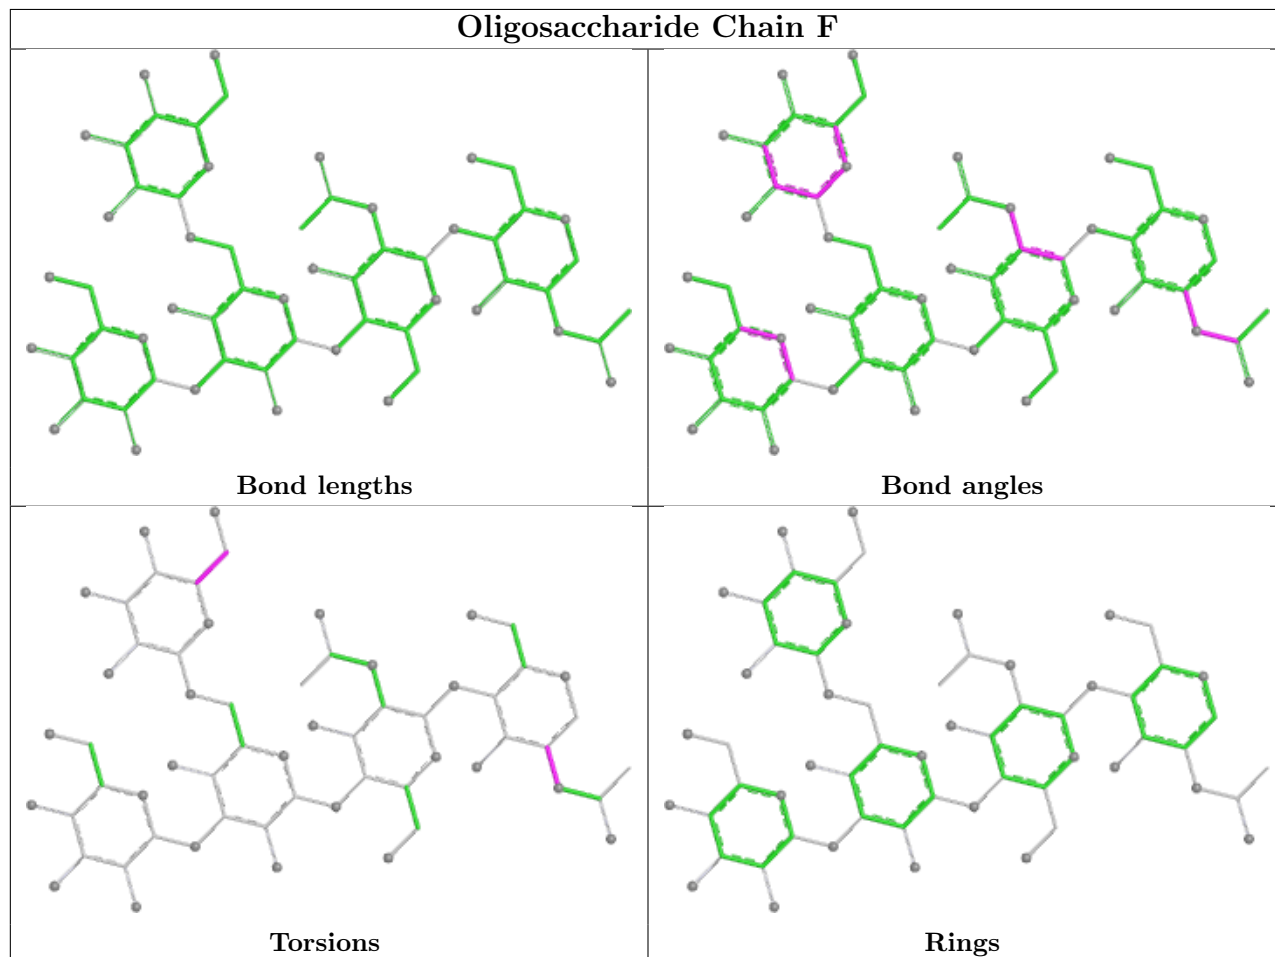 Oligosaccharide Chain F
Bond lengths
Bond angles
Torsions
Rings